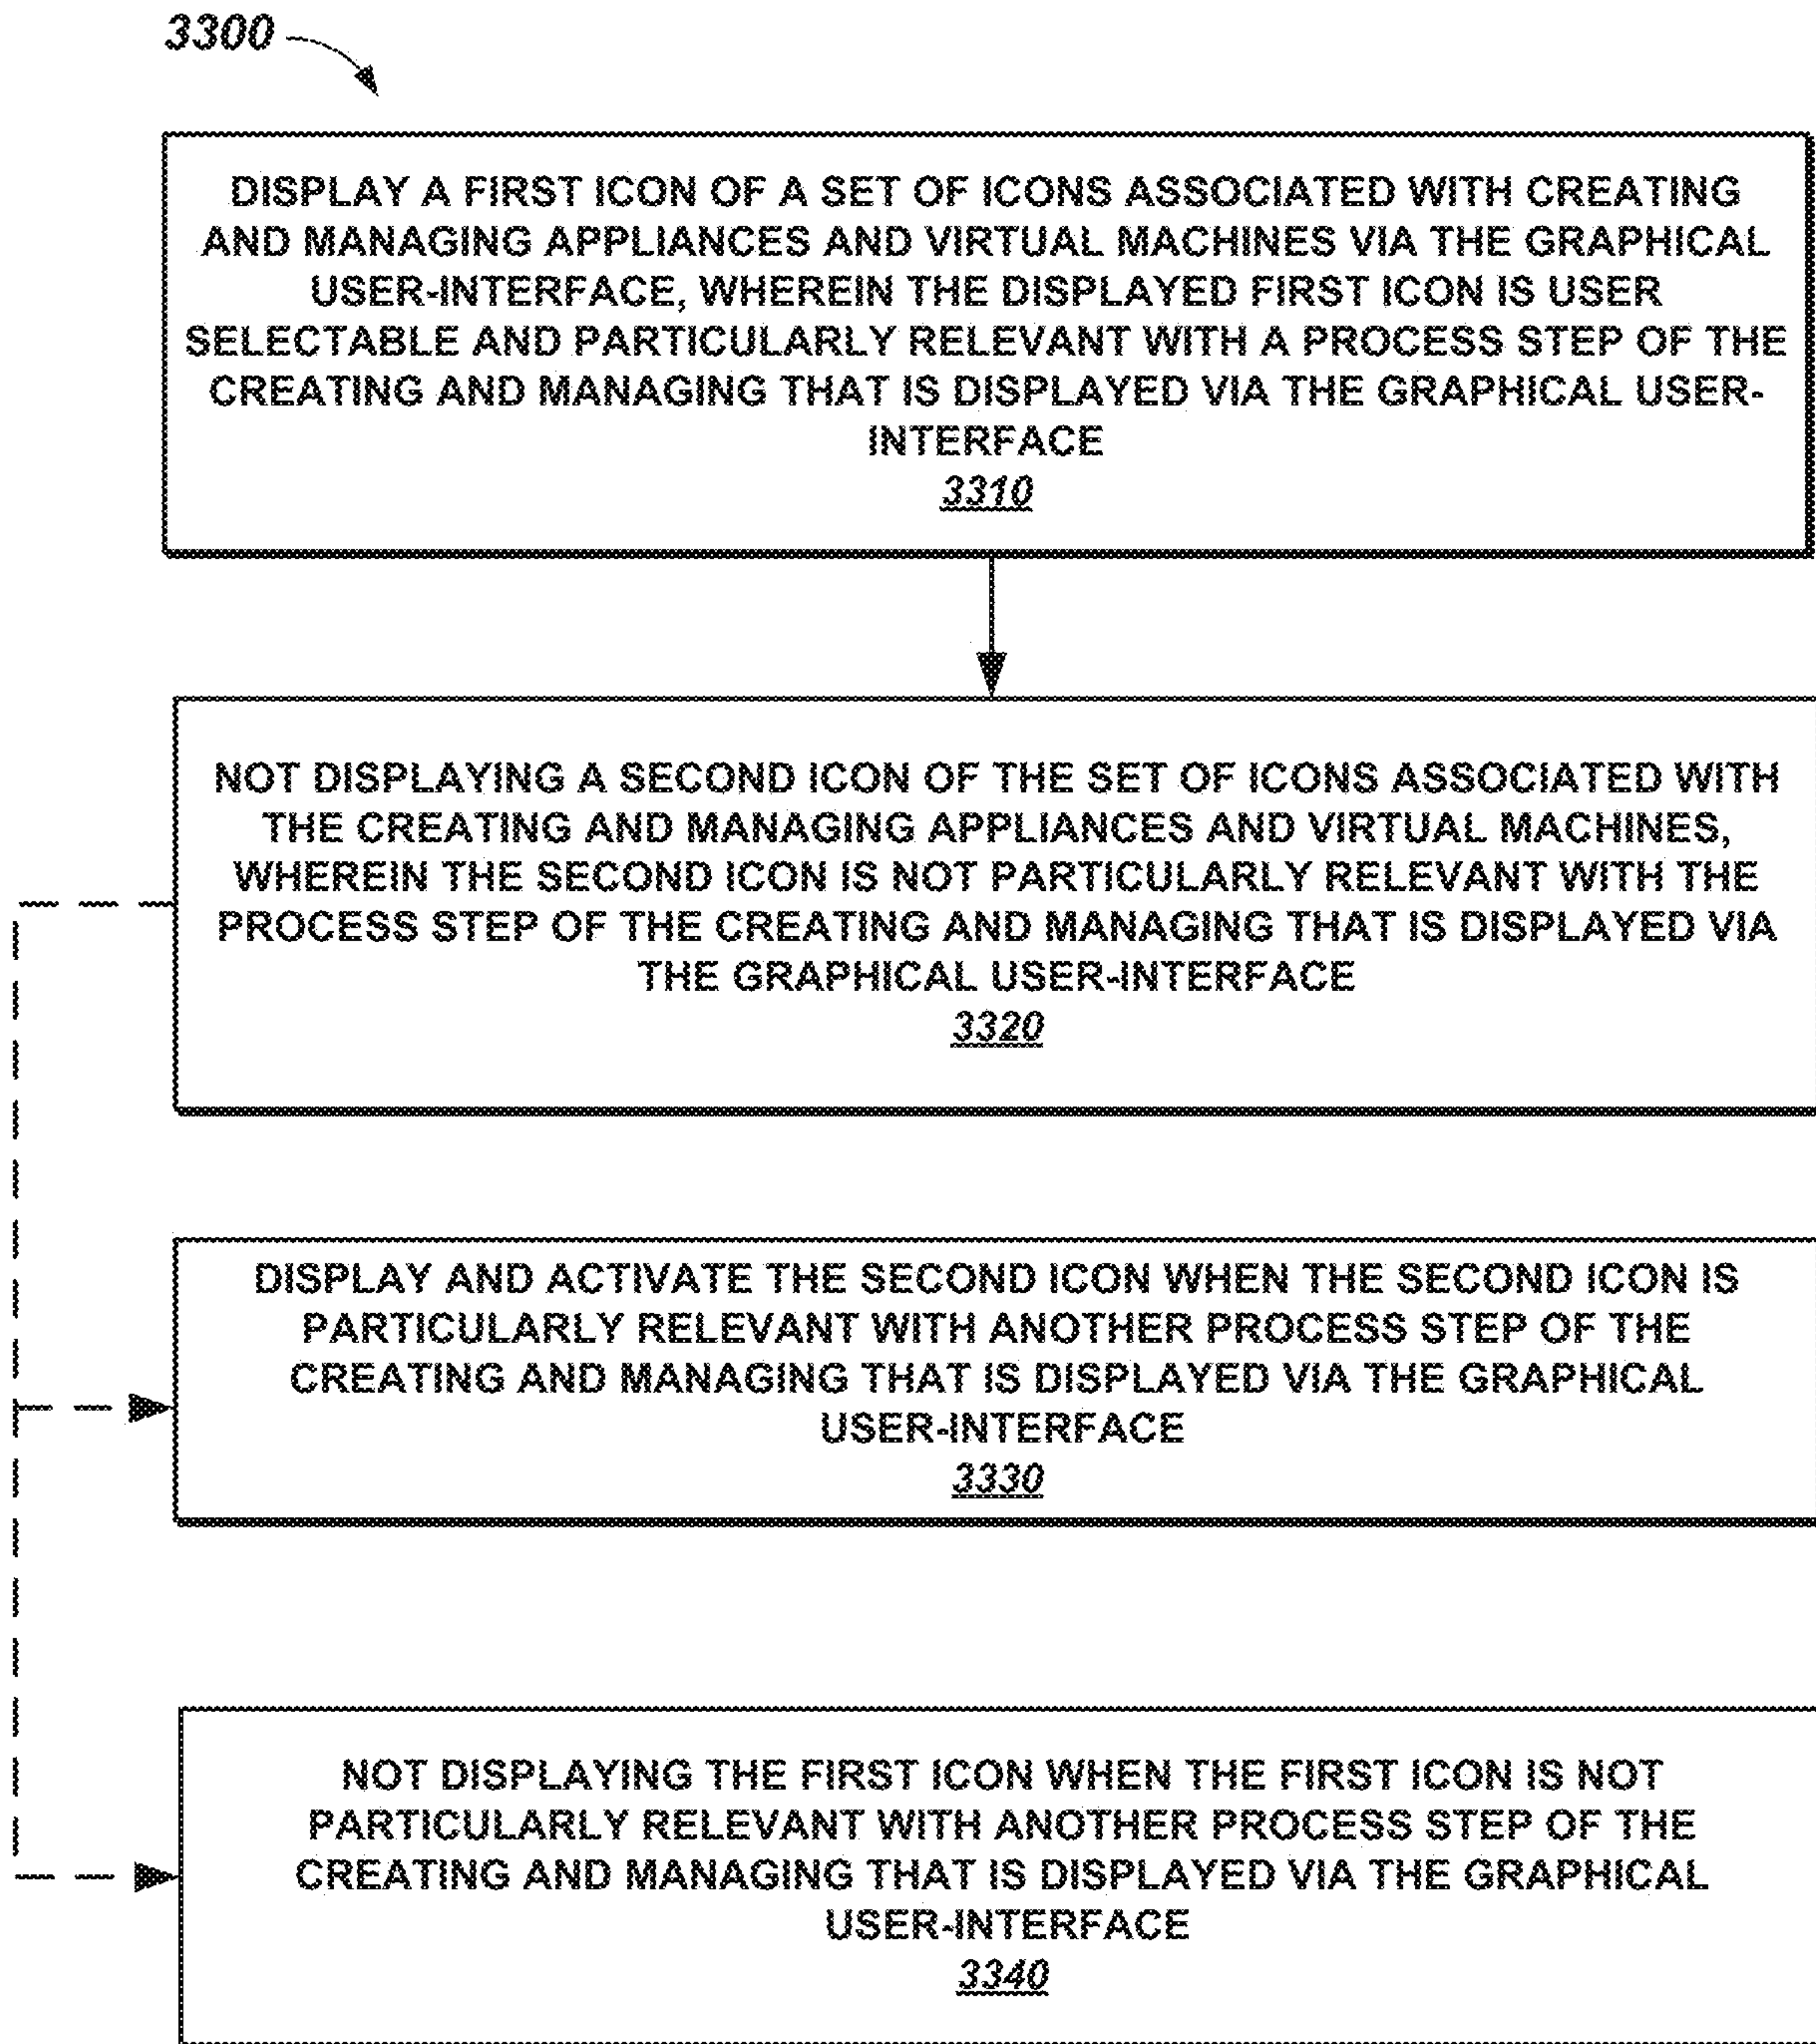 3300
DISPLAY A FIRST ICON OF A SET OF ICONS ASSOCIATED WITH CREATING
AND MANAGING APPLIANCES AND VIRTUAL MACHINES VIA THE GRAPHICAL
USER-INTERFACE, WHEREIN THE DISPLAYED FIRST ICON IS USER
SELECTABLE AND PARTICULARLY RELEVANT WITH A PROCESS STEP OF THE
CREATING AND MANAGING THAT IS DISPLAYED VIA THE GRAPHICAL USER-
INTERFACE
3310
NOT DISPLAYING A SECOND ICON OF THE SET OF ICONS ASSOCIATED WITH
THE CREATING AND MANAGING APPLIANCES AND VIRTUAL MACHINES,
WHEREIN THE SECOND ICON IS NOT PARTICULARLY RELEVANT WITH THE
PROCESS STEP OF THE CREATING AND MANAGING THAT IS DISPLAYED VIA
THE GRAPHICAL USER-INTERFACE
3320
DISPLAY AND ACTIVATE THE SECOND ICON WHEN THE SECOND ICON IS
PARTICULARLY RELEVANT WITH ANOTHER PROCESS STEP OF THE
CREATING AND MANAGING THAT IS DISPLAYED VIA THE GRAPHICAL
USER-INTERFACE
3330
NOT DISPLAYING THE FIRST ICON WHEN THE FIRST ICON IS NOT
PARTICULARLY RELEVANT WITH ANOTHER PROCESS STEP OF THE
CREATING AND MANAGING THAT IS DISPLAYED VIA THE GRAPHICAL
USER-INTERFACE
3340